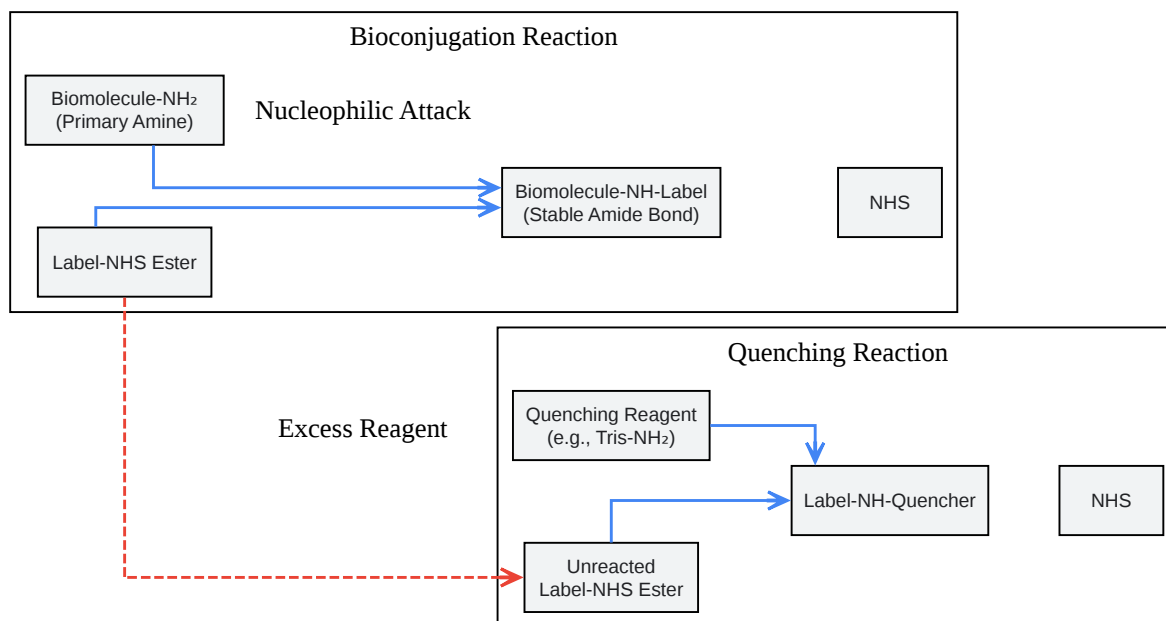 Bioconjugation Reaction
Biomolecule-NH₂
(Primary Amine)
Nucleophilic Attack
Biomolecule-NH-Label
(Stable Amide Bond)
NHS
Label-NHS Ester
Quenching Reaction
Excess Reagent
Quenching Reagent
(e.g., Tris-NH₂)
Label-NH-Quencher
NHS
Unreacted
Label-NHS Ester